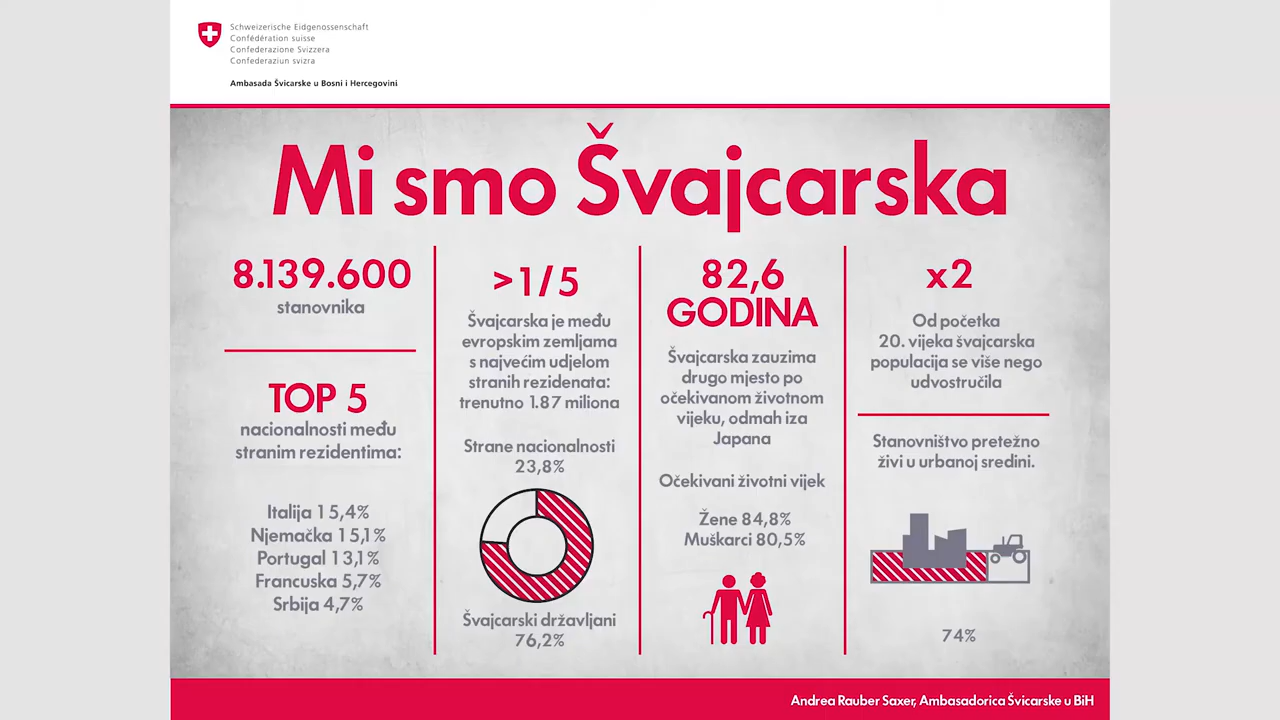 Schweizerische Eidgenossenschaft
Confédération suisse
Confederazione Svizzera
Confederaziun svizra
Ambasada Švicarske u Bosni i Hercegovini
Mi smo Švajcarska
8.139.600
stanovnika
TOP 5
nacionalnosti među
stranim rezidentima:
Italija 15,4%
Njemačka 15,1%
Portugal 13,1%
Francuska 5,7%
Srbija 4,7%
>1/5
Švajcarska je među
evropskim zemljama
s najvećim udjelom
stranih rezidenata:
trenutno 1.87 miliona
Strane nacionalnosti
23,8%
Švajcarski državljani
76,2%
82,6
GODINA
Švajcarska zauzima
drugo mjesto po
očekivanom životnom
vijeku, odmah iza
Japana
Očekivani životni vijek
Žene 84,8%
Muškarci 80,5%
x2
Od početka
20. vijeka švajcarska
populacija se više nego
udvostručila
Stanovništvo pretežno
živi u urbanoj sredini.
74%
Andrea Rauber Saxer, Ambasadorica Švicarske u BiH